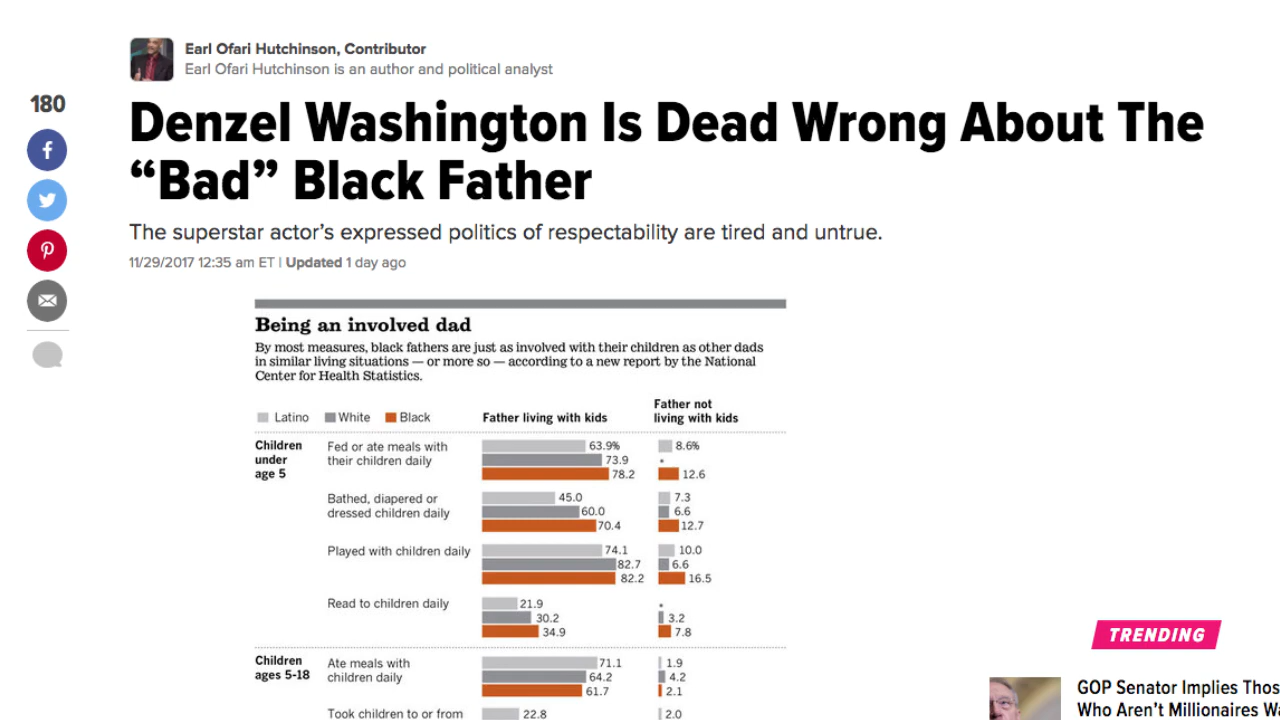 Earl Ofari Hutchinson, Contributor
Earl Ofari Hutchinson is an author and political analyst
180
Denzel Washington Is Dead Wrong About The
“Bad” Black Father
The superstar actor’s expressed politics of respectability are tired and untrue.
11/29/2017 12:35 am ET | Updated 1 day ago
Being an involved dad
By most measures, black fathers are just as involved with their children as other dads
in similar living situations — or more so — according to a new report by the National
Center for Health Statistics.
Latino White Black
Father living with kids
Father not
living with kids
Children
under
age 5
Fed or ate meals with
their children daily
63.9% 8.6%
73.9 *
78.2 12.6
Bathed, diapered or
dressed children daily
45.0 7.3
60.0 6.6
70.4 12.7
Played with children daily
74.1 10.0
82.7 6.6
82.2 16.5
Read to children daily
21.9 *
30.2 3.2
34.9 7.8
Children
ages 5-18
Ate meals with
children daily
71.1 1.9
64.2 4.2
61.7 2.1
Took children to or from
22.8 2.0
TRENDING
GOP Senator Implies Thos
Who Aren't Millionaires Wa